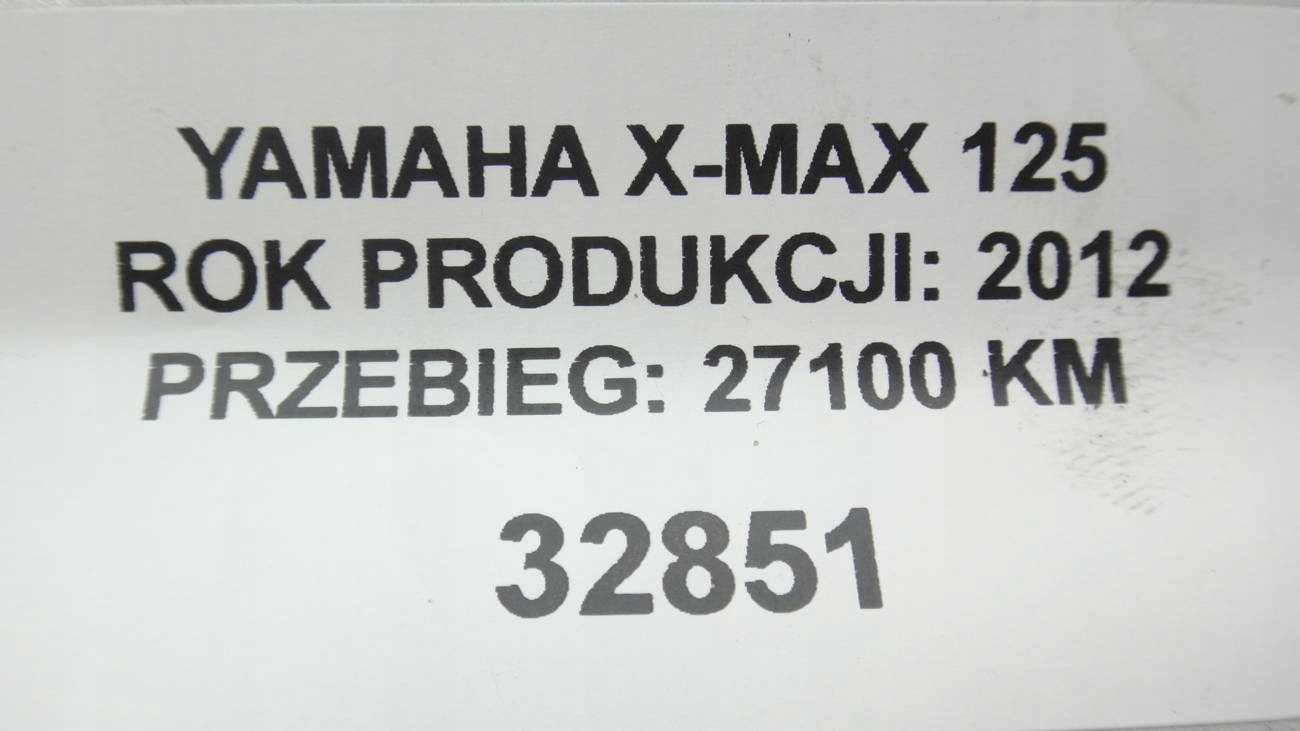 YAMAHA X-MAX 125
ROK PRODUKCJI: 2012
PRZEBIEG: 27100 KM
32851